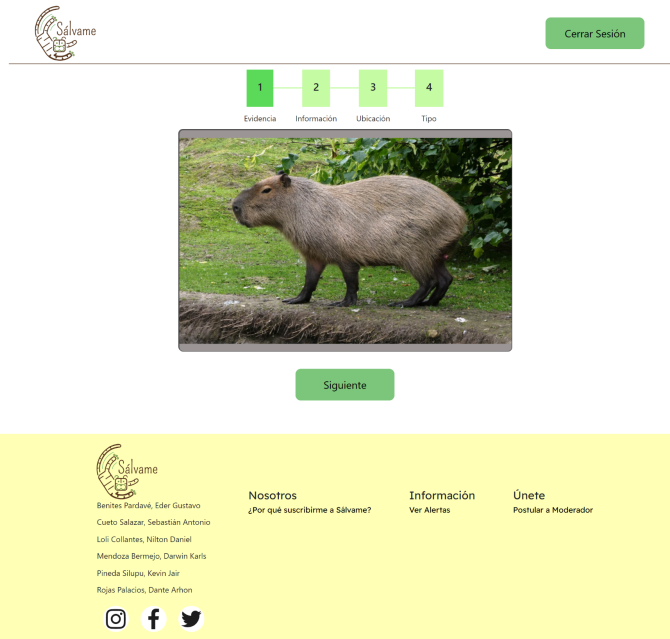 Sálvame
Cerrar Sesión
1 2 3 4
Evidencia Información Ubicación Tipo
Siguiente
Sálvame
Benites Pardavé, Eder Gustavo
Cueto Salazar, Sebastián Antonio
Loli Collantes, Nilton Daniel
Mendoza Bermejo, Darwin Karls
Pineda Silupu, Kevin Jair
Rojas Palacios, Dante Arhon
Nosotros
¿Por qué suscribirme a Sálvame?
Información
Ver Alertas
Únete
Postular a Moderador